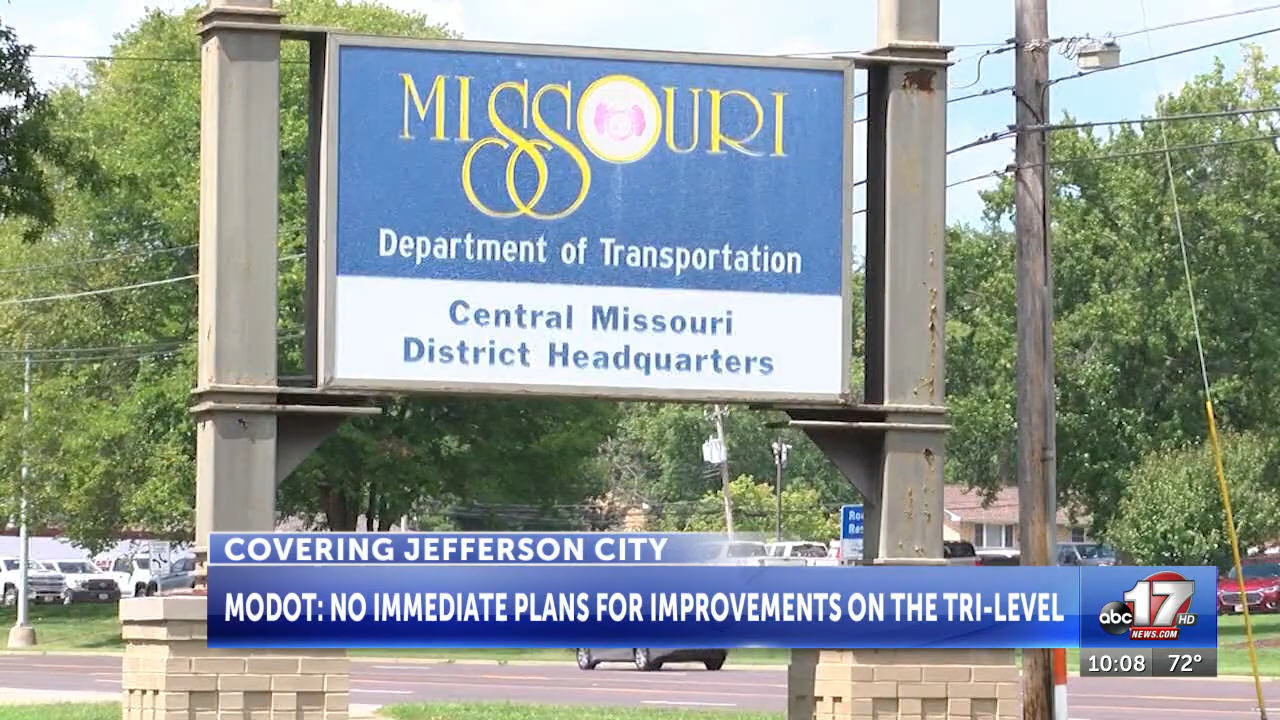 MISSOURI
Department of Transportation
Central Missouri
District Headquarters
COVERING JEFFERSON CITY
MODOT: NO IMMEDIATE PLANS FOR IMPROVEMENTS ON THE TRI-LEVEL
abc 17 HD
NEWS.COM
10:08 72°